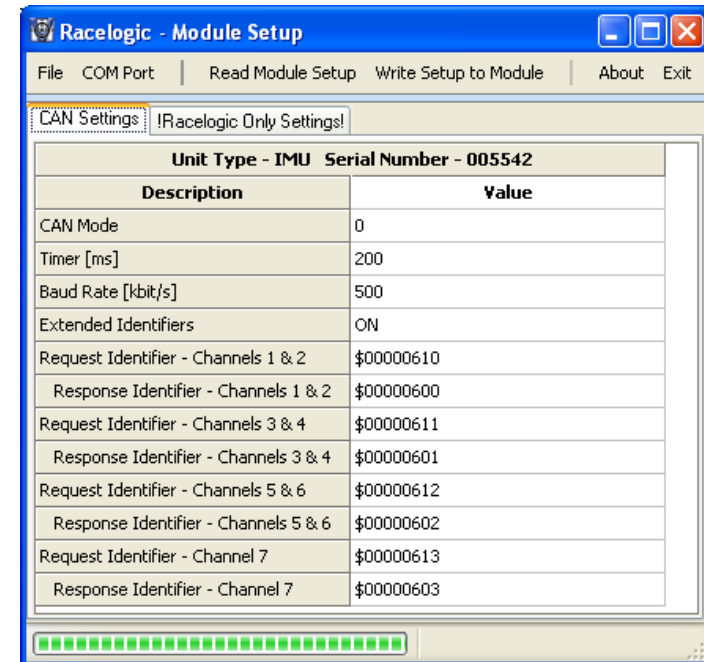 Racelogic - Module Setup
File COM Port | Read Module Setup Write Setup to Module | About Exit
CAN Settings !Racelogic Only Settings!
Unit Type - IMU Serial Number - 005542
Description Value
CAN Mode 0
Timer [ms] 200
Baud Rate [kbit/s] 500
Extended Identifiers ON
Request Identifier - Channels 1 & 2 $00000610
Response Identifier - Channels 1 & 2 $00000600
Request Identifier - Channels 3 & 4 $00000611
Response Identifier - Channels 3 & 4 $00000601
Request Identifier - Channels 5 & 6 $00000612
Response Identifier - Channels 5 & 6 $00000602
Request Identifier - Channel 7 $00000613
Response Identifier - Channel 7 $00000603